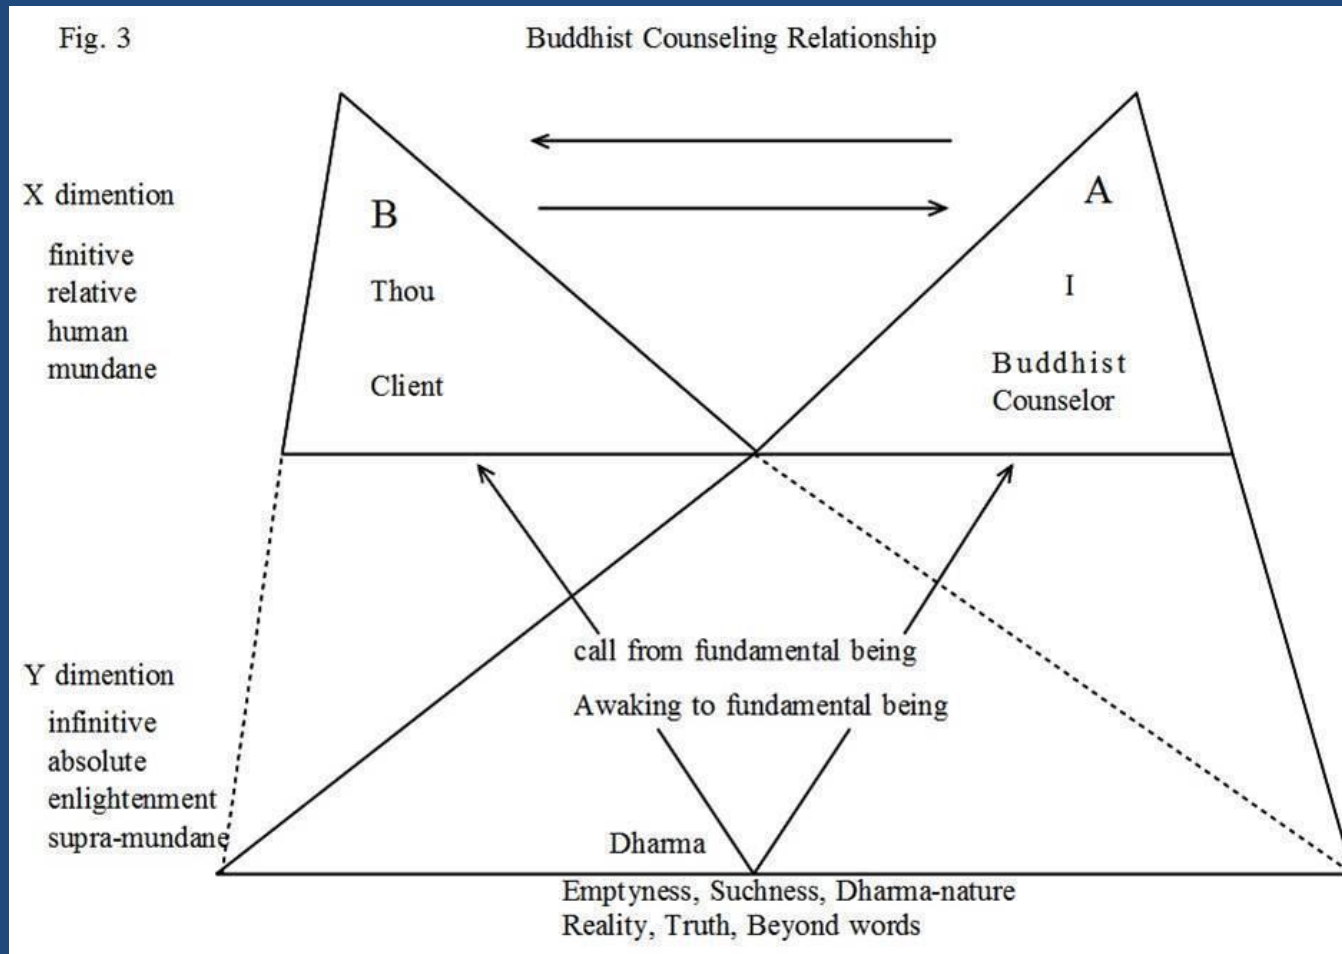 Fig. 3
Buddhist Counseling Relationship
X dimention
finitive
relative
human
mundane
B
Thou
Client
A
I
Buddhist
Counselor
Y dimention
infinitive
absolute
enlightenment
supra-mundane
call from fundamental being
Awaking to fundamental being
Dharma
Emptyness, Suchness, Dharma-nature
Reality, Truth, Beyond words